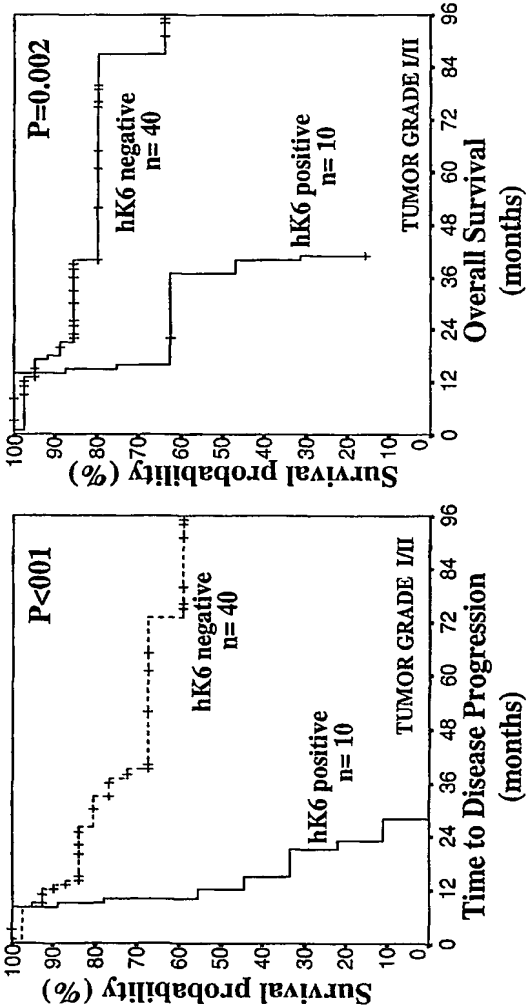 P<001
hK6 negative
n= 40
hK6 positive
n= 10
TUMOR GRADE I/II
Survival probability (%)
100
90
80
70
60
50
40
30
20
10
0
0 12 24 36 48 60 72 84 96
Time to Disease Progression
(months)
P=0.002
hK6 negative
n= 40
hK6 positive
n= 10
TUMOR GRADE I/II
Survival probability (%)
100
90
80
70
60
50
40
30
20
10
0
0 12 24 36 48 60 72 84 96
Overall Survival
(months)